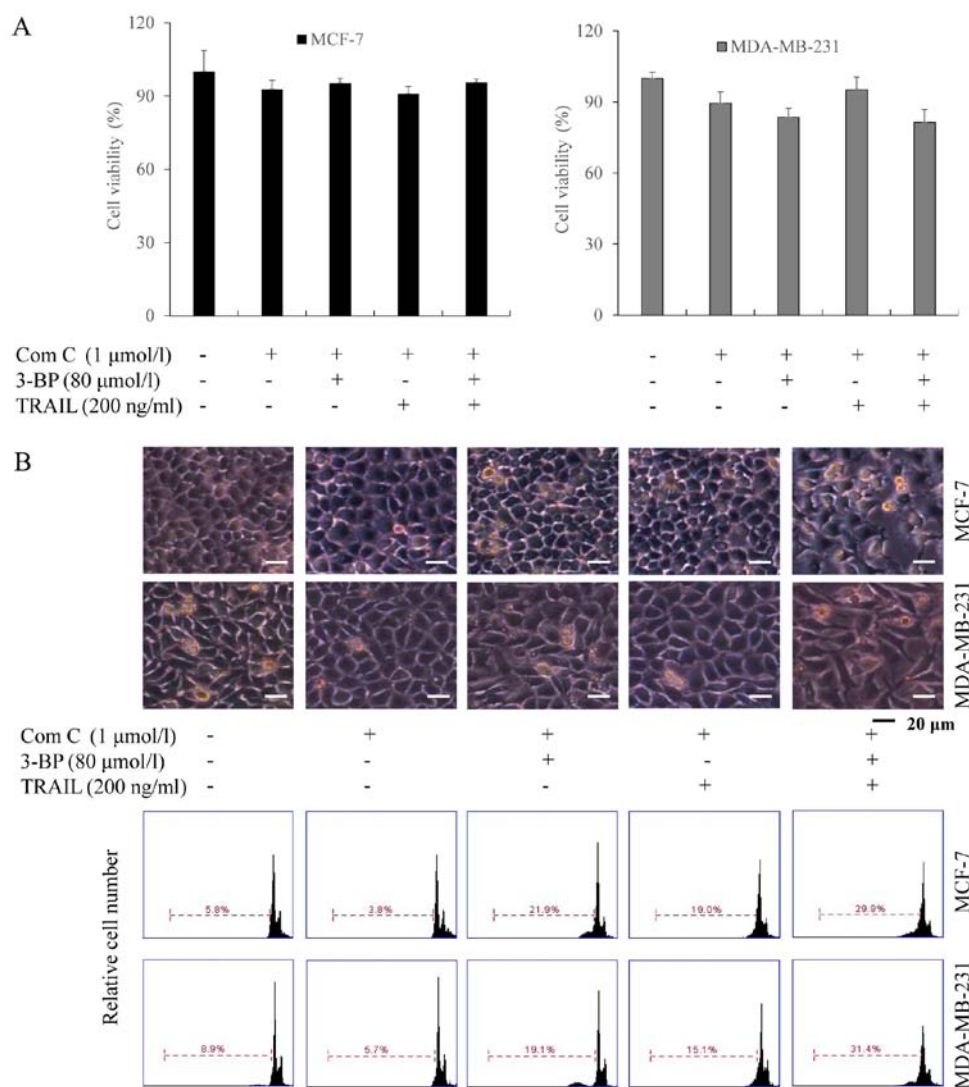 A
MCF-7
MDA-MB-231
Cell viability (%)
120
90
60
30
0
Cell viability (%)
120
90
60
30
0
Com C (1 μmol/l) - + + + + - + + + +
3-BP (80 μmol/l) - - + - + - - + - +
TRAIL (200 ng/ml) - - - + + - - - + +
B
MCF-7
MDA-MB-231
20 μm
Com C (1 μmol/l) - + + + +
3-BP (80 μmol/l) - - + - +
TRAIL (200 ng/ml) - - - + +
Relative cell number
5.8% 3.8% 21.9% 19.0% 29.9%
MCF-7
8.9% 5.7% 19.1% 15.1% 31.4%
MDA-MB-231